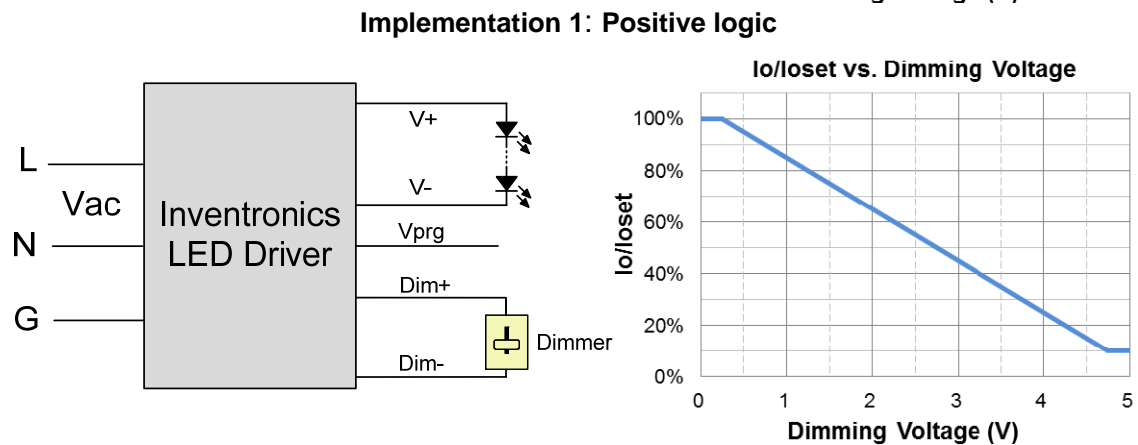 Implementation 1: Positive logic
L
Vac
N
G
Inventronics
LED Driver
V+
V-
Vprg
Dim+
Dim-
Dimmer
Io/Ioset vs. Dimming Voltage
Io/Ioset
100%
80%
60%
40%
20%
0%
0 1 2 3 4 5
Dimming Voltage (V)